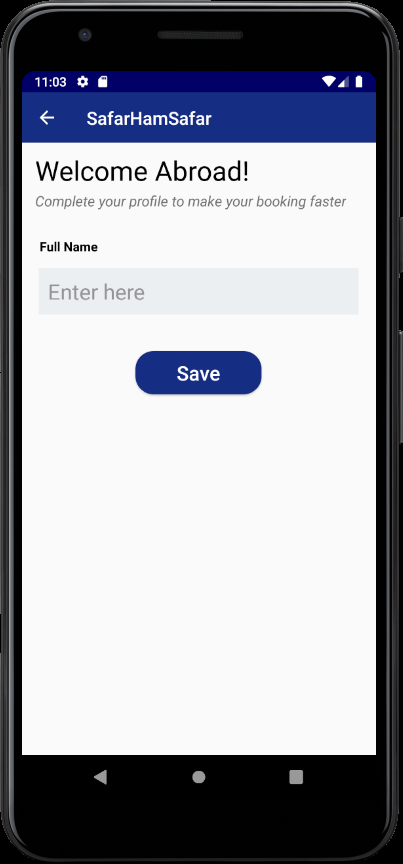 11:03
SafarHamSafar
Welcome Abroad!
Complete your profile to make your booking faster
Full Name
Enter here
Save